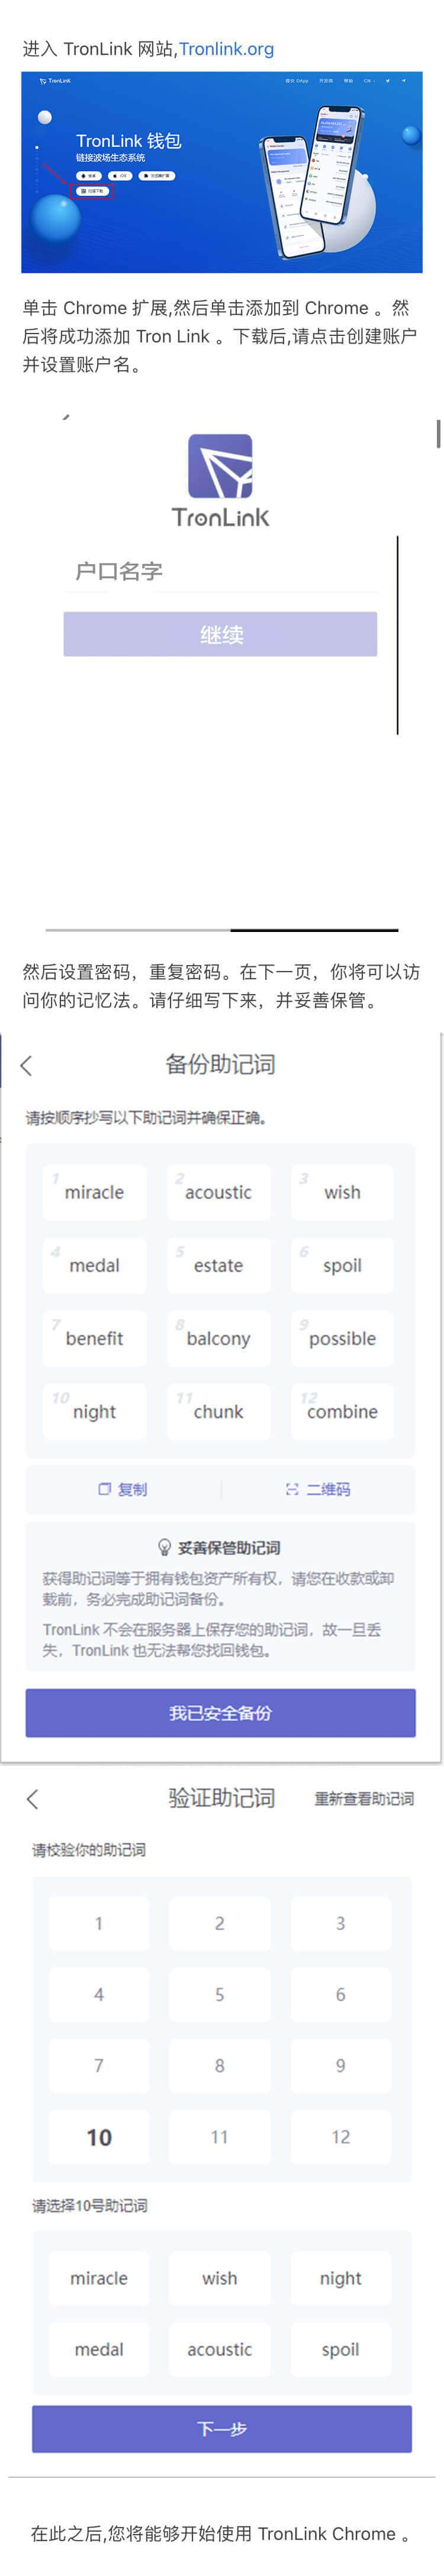 进入 TronLink 网站,Tronlink.org
TronLink
CN
TronLink 钱包
链接波场生态系统
iOS
单击 Chrome 扩展,然后单击添加到 Chrome 。然
后将成功添加 Tron Link 。下载后,请点击创建账户
并设置账户名。
TronLink
户口名字
继续
然后设置密码，重复密码。在下一页，你将可以访
问你的记忆法。请仔细写下来，并妥善保管。
备份助记词
请按顺序抄写以下助记词并确保正确。
1 miracle 2 acoustic 3 wish
4 medal 5 estate 6 spoil
7 benefit 8 balcony 9 possible
10 night 11 chunk 12 combine
复制 二维码
妥善保管助记词
获得助记词等于拥有钱包资产所有权，请您在收款或卸
载前，务必完成助记词备份。
TronLink 不会在服务器上保存您的助记词，故一旦丢
失，TronLink 也无法帮您找回钱包。
我已安全备份
验证助记词 重新查看助记词
请校验你的助记词
1 2 3
4 5 6
7 8 9
10 11 12
请选择10号助记词
miracle wish night
medal acoustic spoil
下一步
在此之后,您将能够开始使用 TronLink Chrome 。